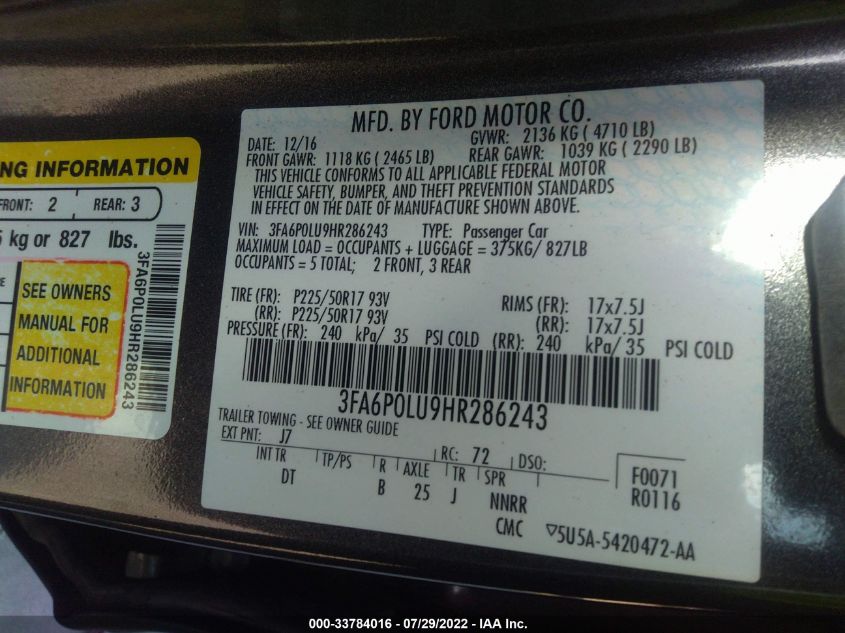 NG INFORMATION
FRONT: 2 REAR: 3
kg or 827 lbs.
SEE OWNERS
MANUAL FOR
ADDITIONAL
INFORMATION
3FA6P0LU9HR286243
MFD. BY FORD MOTOR CO.
DATE: 12/16 GVWR: 2136 KG ( 4710 LB)
FRONT GAWR: 1118 KG ( 2465 LB) REAR GAWR: 1039 KG ( 2290 LB)
THIS VEHICLE CONFORMS TO ALL APPLICABLE FEDERAL MOTOR
VEHICLE SAFETY, BUMPER, AND THEFT PREVENTION STANDARDS
IN EFFECT ON THE DATE OF MANUFACTURE SHOWN ABOVE.
VIN: 3FA6P0LU9HR286243 TYPE: Passenger Car
MAXIMUM LOAD = OCCUPANTS + LUGGAGE = 375KG/ 827LB
OCCUPANTS = 5 TOTAL; 2 FRONT, 3 REAR
TIRE (FR): P225/50R17 93V RIMS (FR): 17x7.5J
(RR): P225/50R17 93V (RR): 17x7.5J
PRESSURE (FR): 240 kPa/ 35 PSI COLD (RR): 240 kPa/ 35 PSI COLD
3FA6P0LU9HR286243
TRAILER TOWING - SEE OWNER GUIDE
EXT PNT: J7 RC: 72 DSO:
INT TR TP/PS R AXLE TR SPR F0071
DT B 25 J NNRR R0116
CMC ▽5U5A-5420472-AA
000-33784016 - 07/29/2022 - IAA Inc.